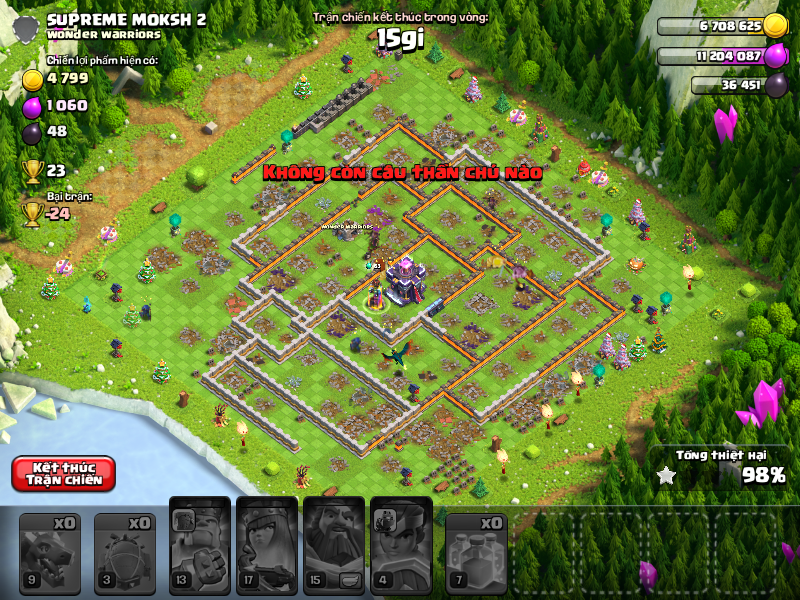 SUPREME MOKSH 2
WONDER WARRIORS
Chiến lợi phẩm hiện có:
4 799
1 060
48
23
Bại trận:
-24
Trận chiến kết thúc trong vòng:
15gi
6 708 625
11 204 087
36 451
Không còn câu thần chú nào
WONDER WARRIORS
Kết thúc
Trận chiến
Tổng thiệt hại
98%
x0
x0
x0
9
3
13
17
15
4
7